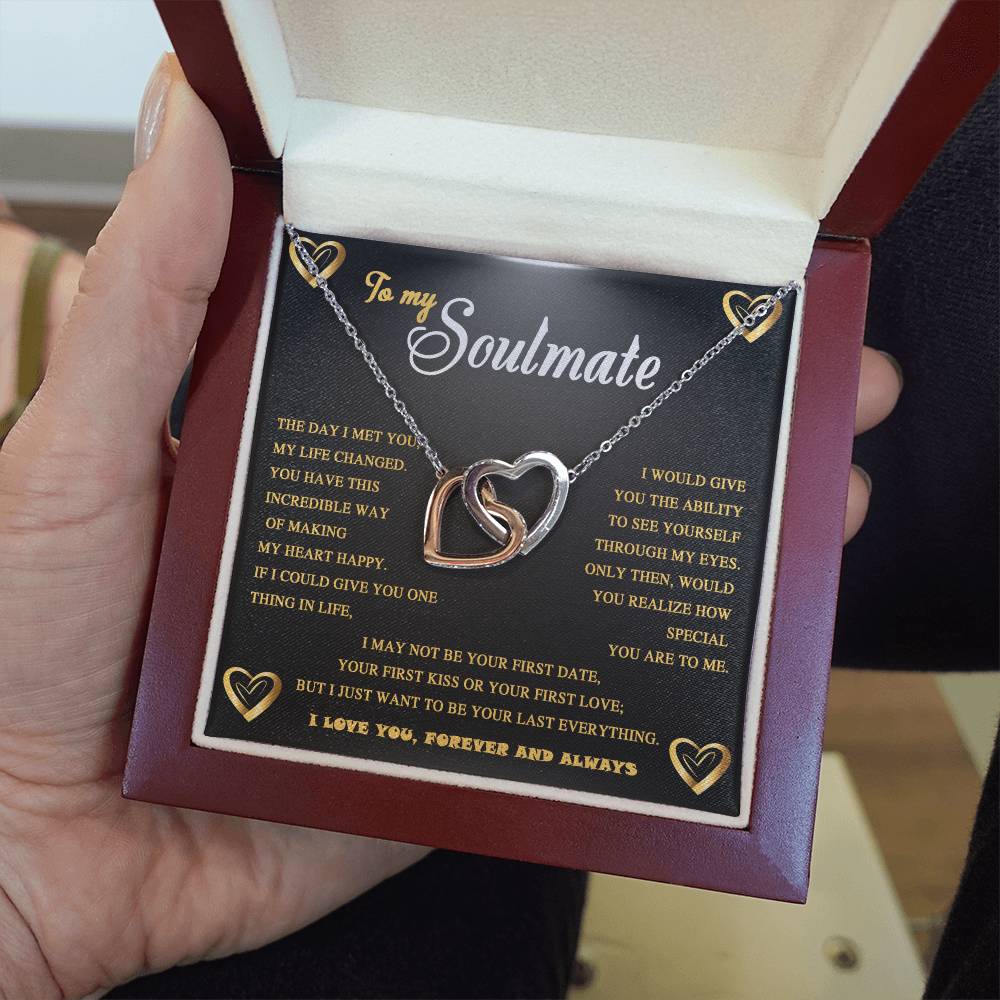 To my
Soulmate
THE DAY I MET YOU,
MY LIFE CHANGED.
YOU HAVE THIS
INCREDIBLE WAY
OF MAKING
MY HEART HAPPY.
IF I COULD GIVE YOU ONE
THING IN LIFE,
I WOULD GIVE
YOU THE ABILITY
TO SEE YOURSELF
THROUGH MY EYES.
ONLY THEN, WOULD
YOU REALIZE HOW
SPECIAL
YOU ARE TO ME.
I MAY NOT BE YOUR FIRST DATE,
YOUR FIRST KISS OR YOUR FIRST LOVE;
BUT I JUST WANT TO BE YOUR LAST EVERYTHING.
I LOVE YOU, FOREVER AND ALWAYS